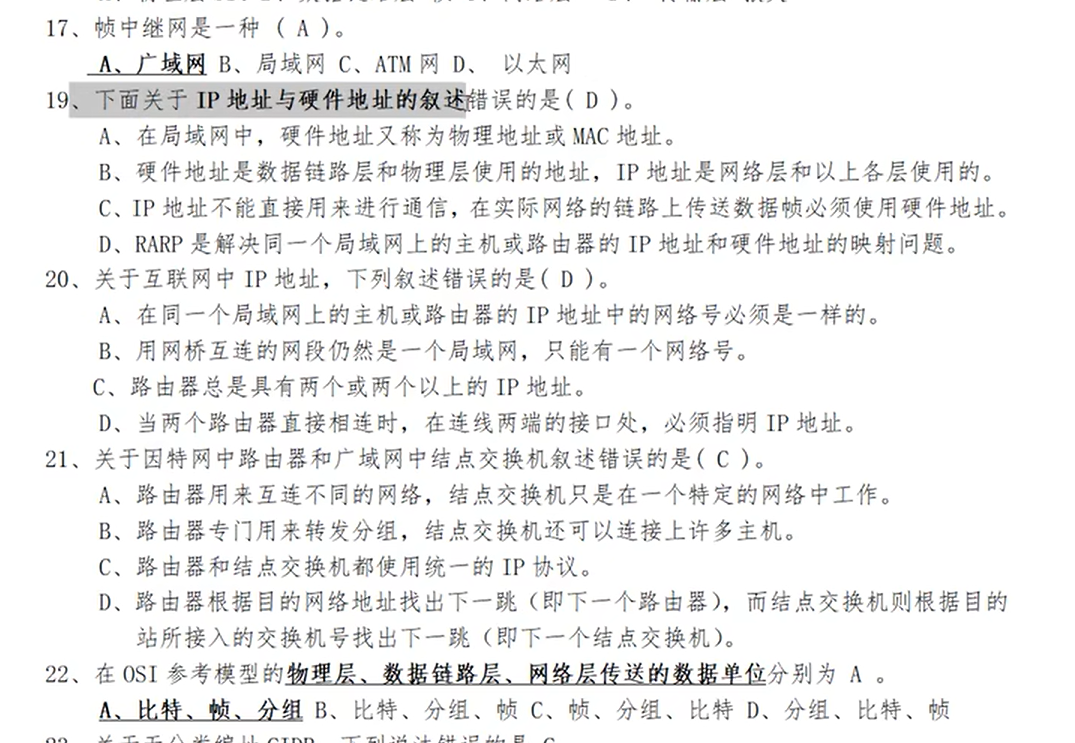 17、帧中继网是一种 ( A )。
A、广域网 B、局域网 C、ATM 网 D、 以太网
19、下面关于 IP 地址与硬件地址的叙述错误的是( D )。
A、在局域网中，硬件地址又称为物理地址或 MAC 地址。
B、硬件地址是数据链路层和物理层使用的地址，IP 地址是网络层和以上各层使用的。
C、IP 地址不能直接用来进行通信，在实际网络的链路上传送数据帧必须使用硬件地址。
D、RARP 是解决同一个局域网上的主机或路由器的 IP 地址和硬件地址的映射问题。
20、关于互联网中 IP 地址，下列叙述错误的是( D )。
A、在同一个局域网上的主机或路由器的 IP 地址中的网络号必须是一样的。
B、用网桥互连的网段仍然是一个局域网，只能有一个网络号。
C、路由器总是具有两个或两个以上的 IP 地址。
D、当两个路由器直接相连时，在连线两端的接口处，必须指明 IP 地址。
21、关于因特网中路由器和广域网中结点交换机叙述错误的是( C )。
A、路由器用来互连不同的网络，结点交换机只是在一个特定的网络中工作。
B、路由器专门用来转发分组，结点交换机还可以连接上许多主机。
C、路由器和结点交换机都使用统一的 IP 协议。
D、路由器根据目的网络地址找出下一跳（即下一个路由器），而结点交换机则根据目的
站所接入的交换机号找出下一跳（即下一个结点交换机）。
22、在 OSI 参考模型的物理层、数据链路层、网络层传送的数据单位分别为 A 。
A、比特、帧、分组 B、比特、分组、帧 C、帧、分组、比特 D、分组、比特、帧